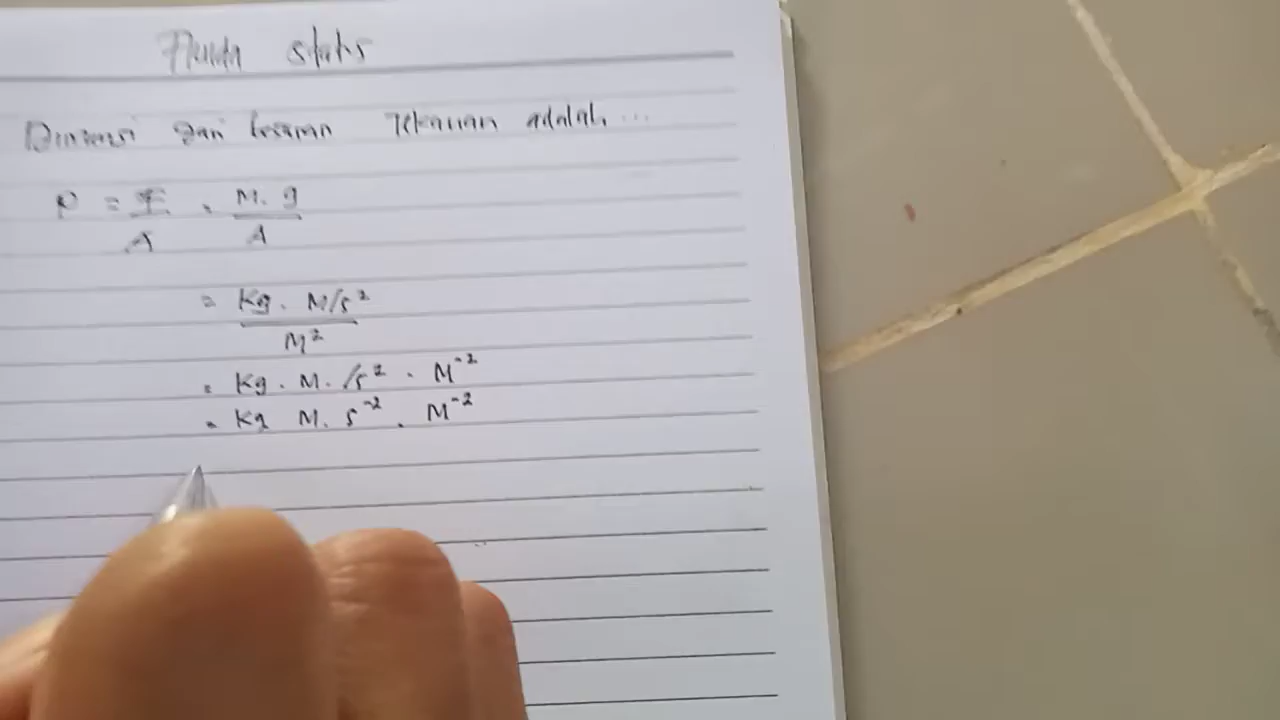 Fluida statis
Dimensi dari besaran Tekanan adalah...
P = F/A = M. g/A
= Kg. M/s²/M²
= Kg. M. /s² . M⁻²
= Kg M. s⁻² . M⁻²